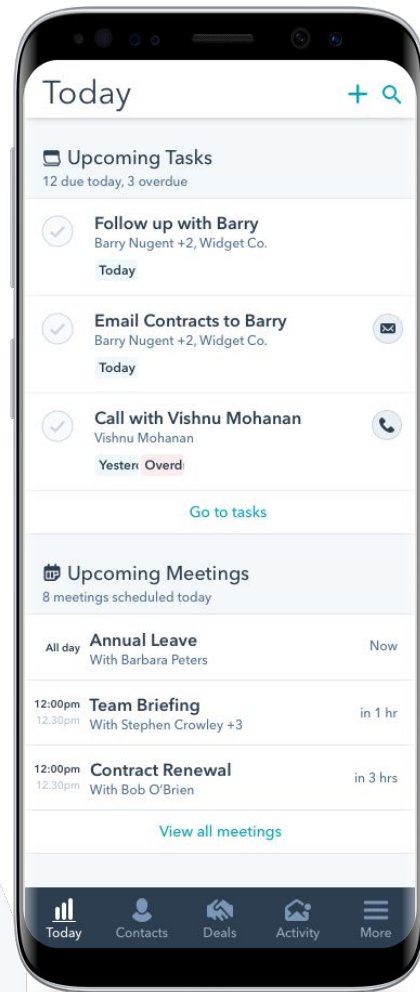 Today
Upcoming Tasks
12 due today, 3 overdue
Follow up with Barry
Barry Nugent +2, Widget Co.
Today
Email Contracts to Barry
Barry Nugent +2, Widget Co.
Today
Call with Vishnu Mohanan
Vishnu Mohanan
Yester Overd
Go to tasks
Upcoming Meetings
8 meetings scheduled today
All day Annual Leave Now
With Barbara Peters
12:00pm Team Briefing in 1 hr
12.30pm With Stephen Crowley +3
12:00pm Contract Renewal in 3 hrs
12.30pm With Bob O'Brien
View all meetings
Today Contacts Deals Activity More